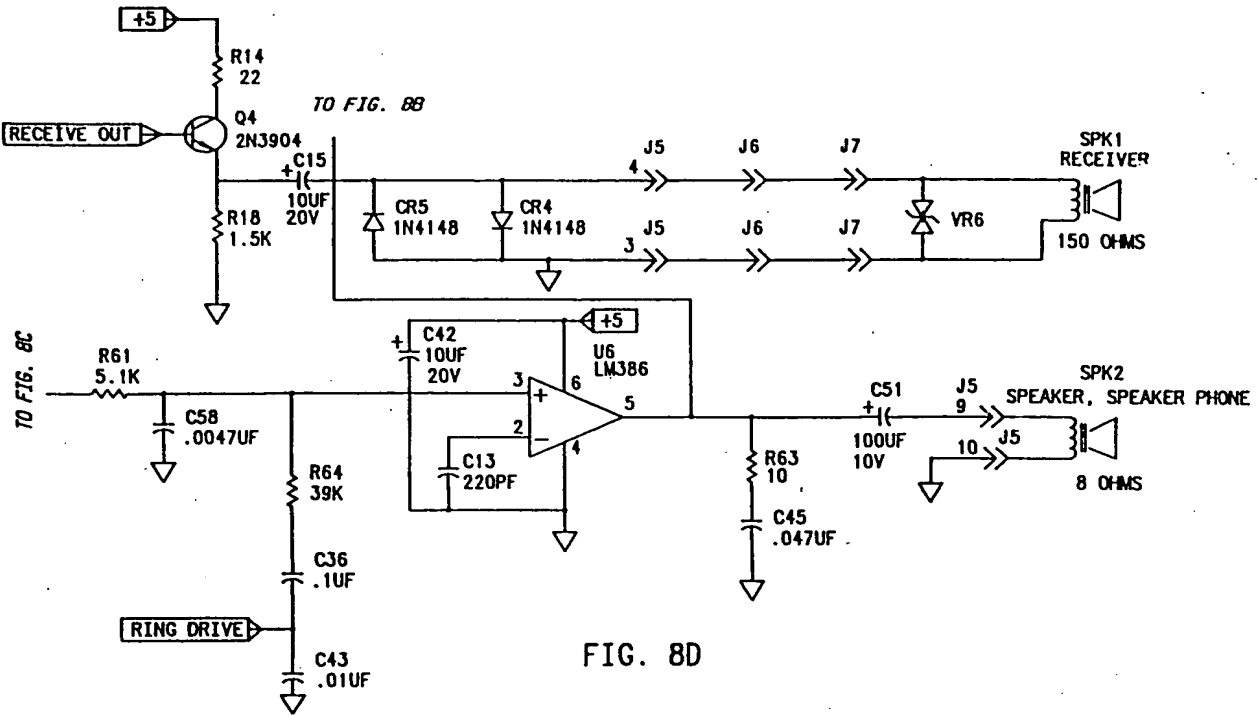 +5
R14
22
Q4
2N3904
RECEIVE OUT
TO FIG. 8B
+
C15
10UF
20V
R18
1.5K
CR5
1N4148
CR4
1N4148
4
J5
J6
J7
3
J5
J6
J7
VR6
SPK1
RECEIVER
150 OHMS
TO FIG. 8C
R61
5.1K
C58
.0047UF
+
C42
10UF
20V
+5
U6
LM386
3
+
6
2
-
5
4
C13
220PF
R64
39K
C36
.1UF
RING DRIVE
C43
.01UF
R63
10
C45
.047UF
+
C51
100UF
10V
J5
9
10
J5
SPK2
SPEAKER, SPEAKER PHONE
8 OHMS
FIG. 8D